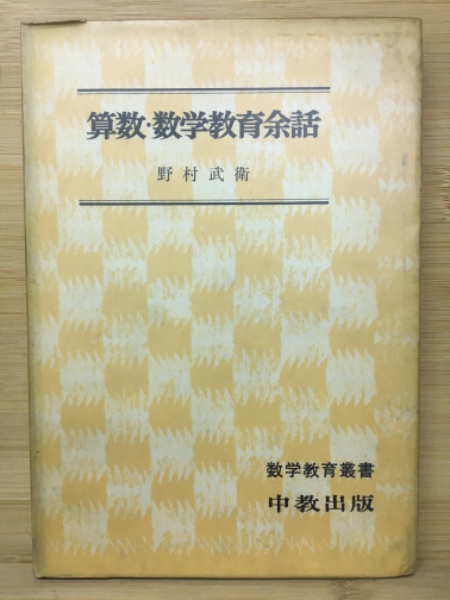 算数・数学教育余話
野村武衛
数学教育叢書
中教出版